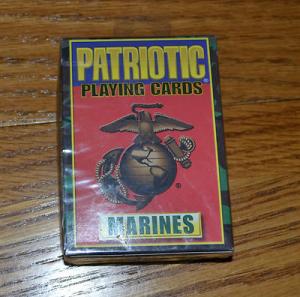 PATRIOTIC®
PLAYING CARDS
®
MARINES